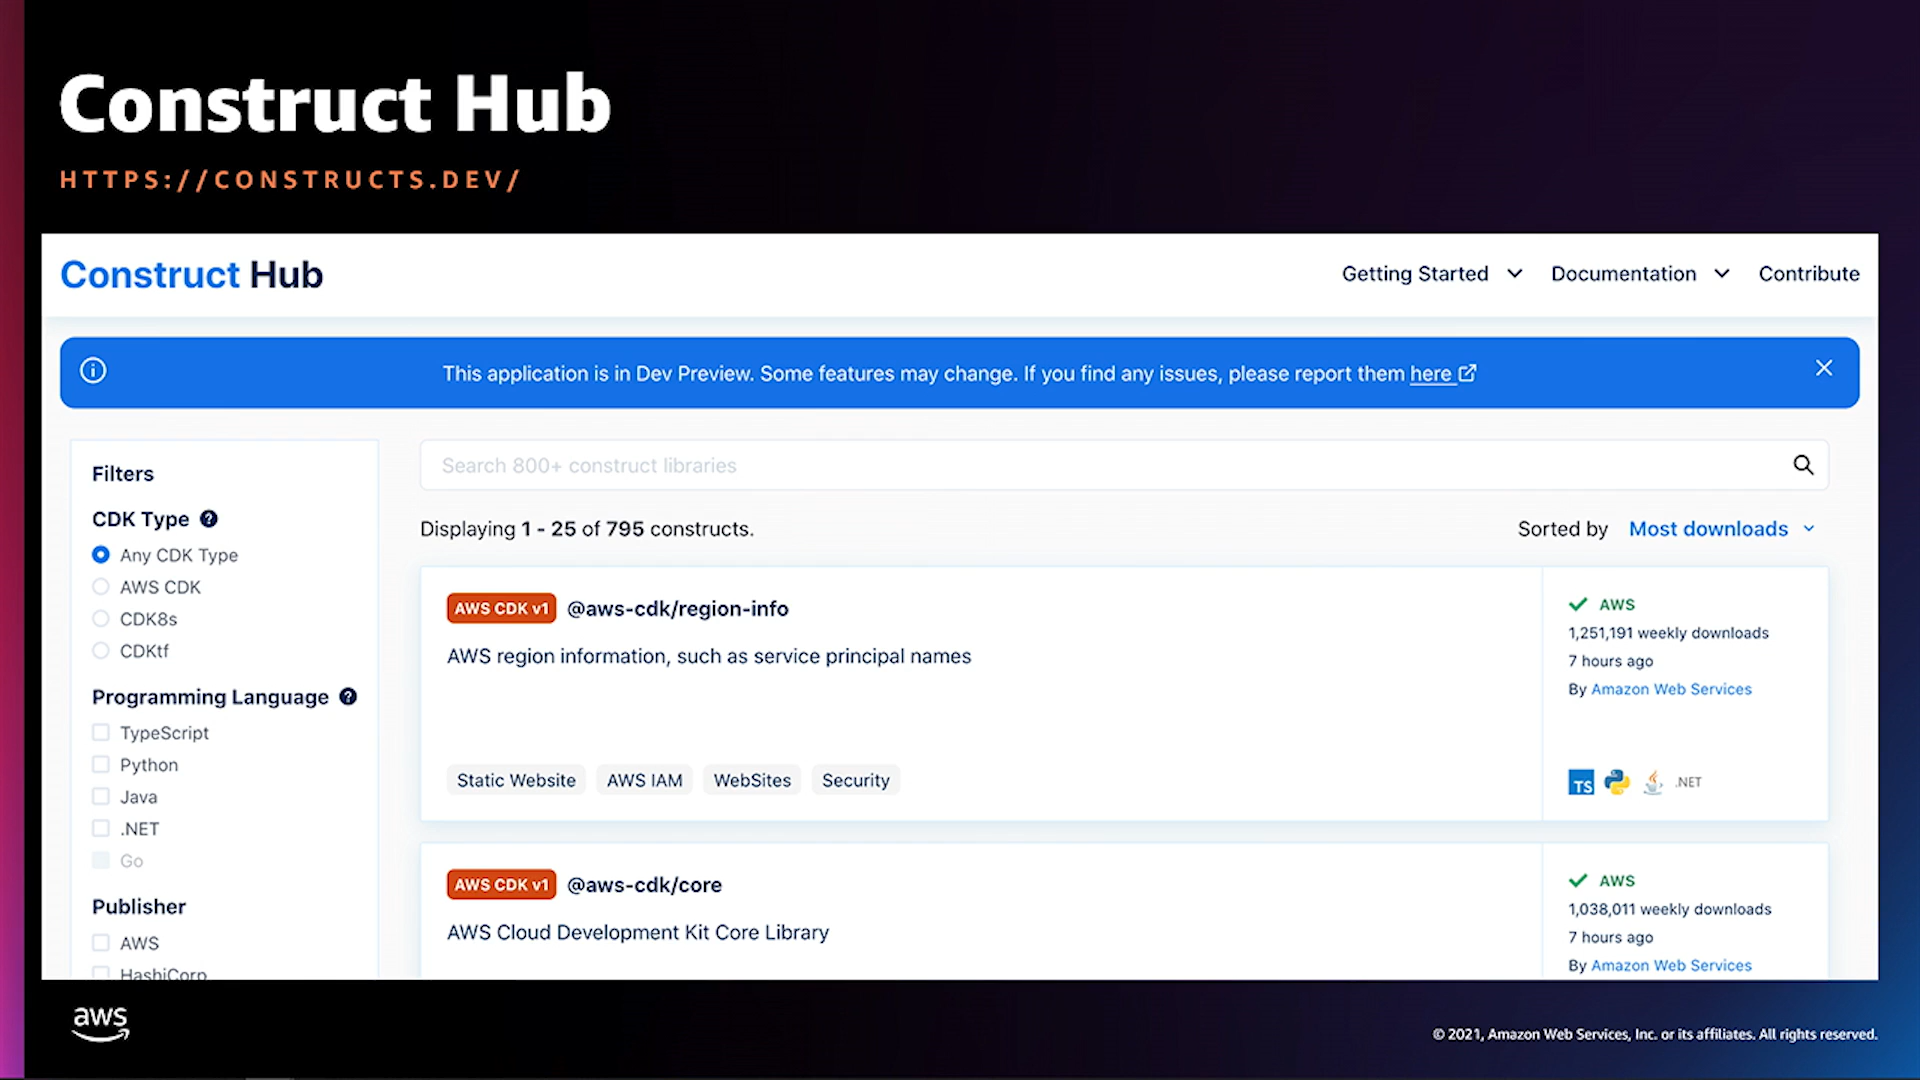 Construct Hub
HTTPS://CONSTRUCTS.DEV/
Construct Hub
Getting Started
Documentation
Contribute
This application is in Dev Preview. Some features may change. If you find any issues, please report them here
Filters
CDK Type
Any CDK Type
AWS CDK
CDK8s
CDKtf
Programming Language
TypeScript
Python
Java
.NET
Go
Publisher
AWS
HashiCorp
Search 800+ construct libraries
Displaying 1 - 25 of 795 constructs.
Sorted by Most downloads
AWS CDK v1 @aws-cdk/region-info
AWS region information, such as service principal names
Static Website
AWS IAM
WebSites
Security
AWS
1,251,191 weekly downloads
7 hours ago
By Amazon Web Services
TS
.NET
AWS CDK v1 @aws-cdk/core
AWS Cloud Development Kit Core Library
AWS
1,038,011 weekly downloads
7 hours ago
By Amazon Web Services
aws
© 2021, Amazon Web Services, Inc. or its affiliates. All rights reserved.